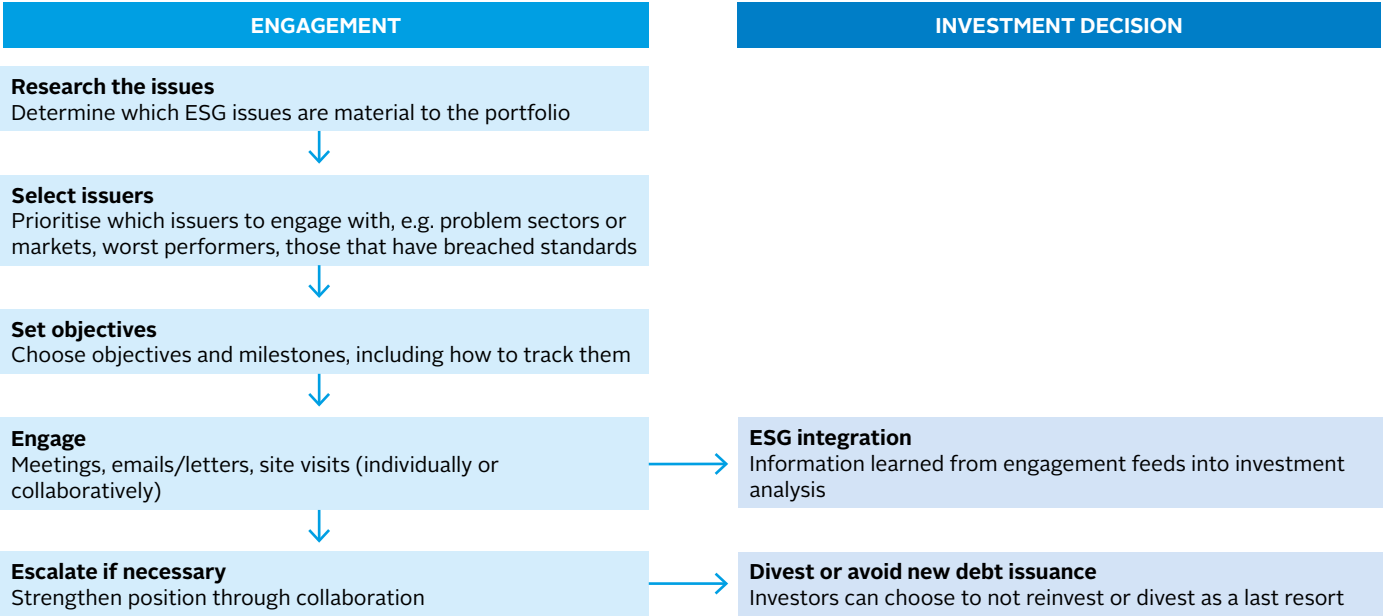 ENGAGEMENT
INVESTMENT DECISION
Research the issues
Determine which ESG issues are material to the portfolio
Select issuers
Prioritise which issuers to engage with, e.g. problem sectors or
markets, worst performers, those that have breached standards
Set objectives
Choose objectives and milestones, including how to track them
Engage
Meetings, emails/letters, site visits (individually or
collaboratively)
ESG integration
Information learned from engagement feeds into investment
analysis
Escalate if necessary
Strengthen position through collaboration
Divest or avoid new debt issuance
Investors can choose to not reinvest or divest as a last resort